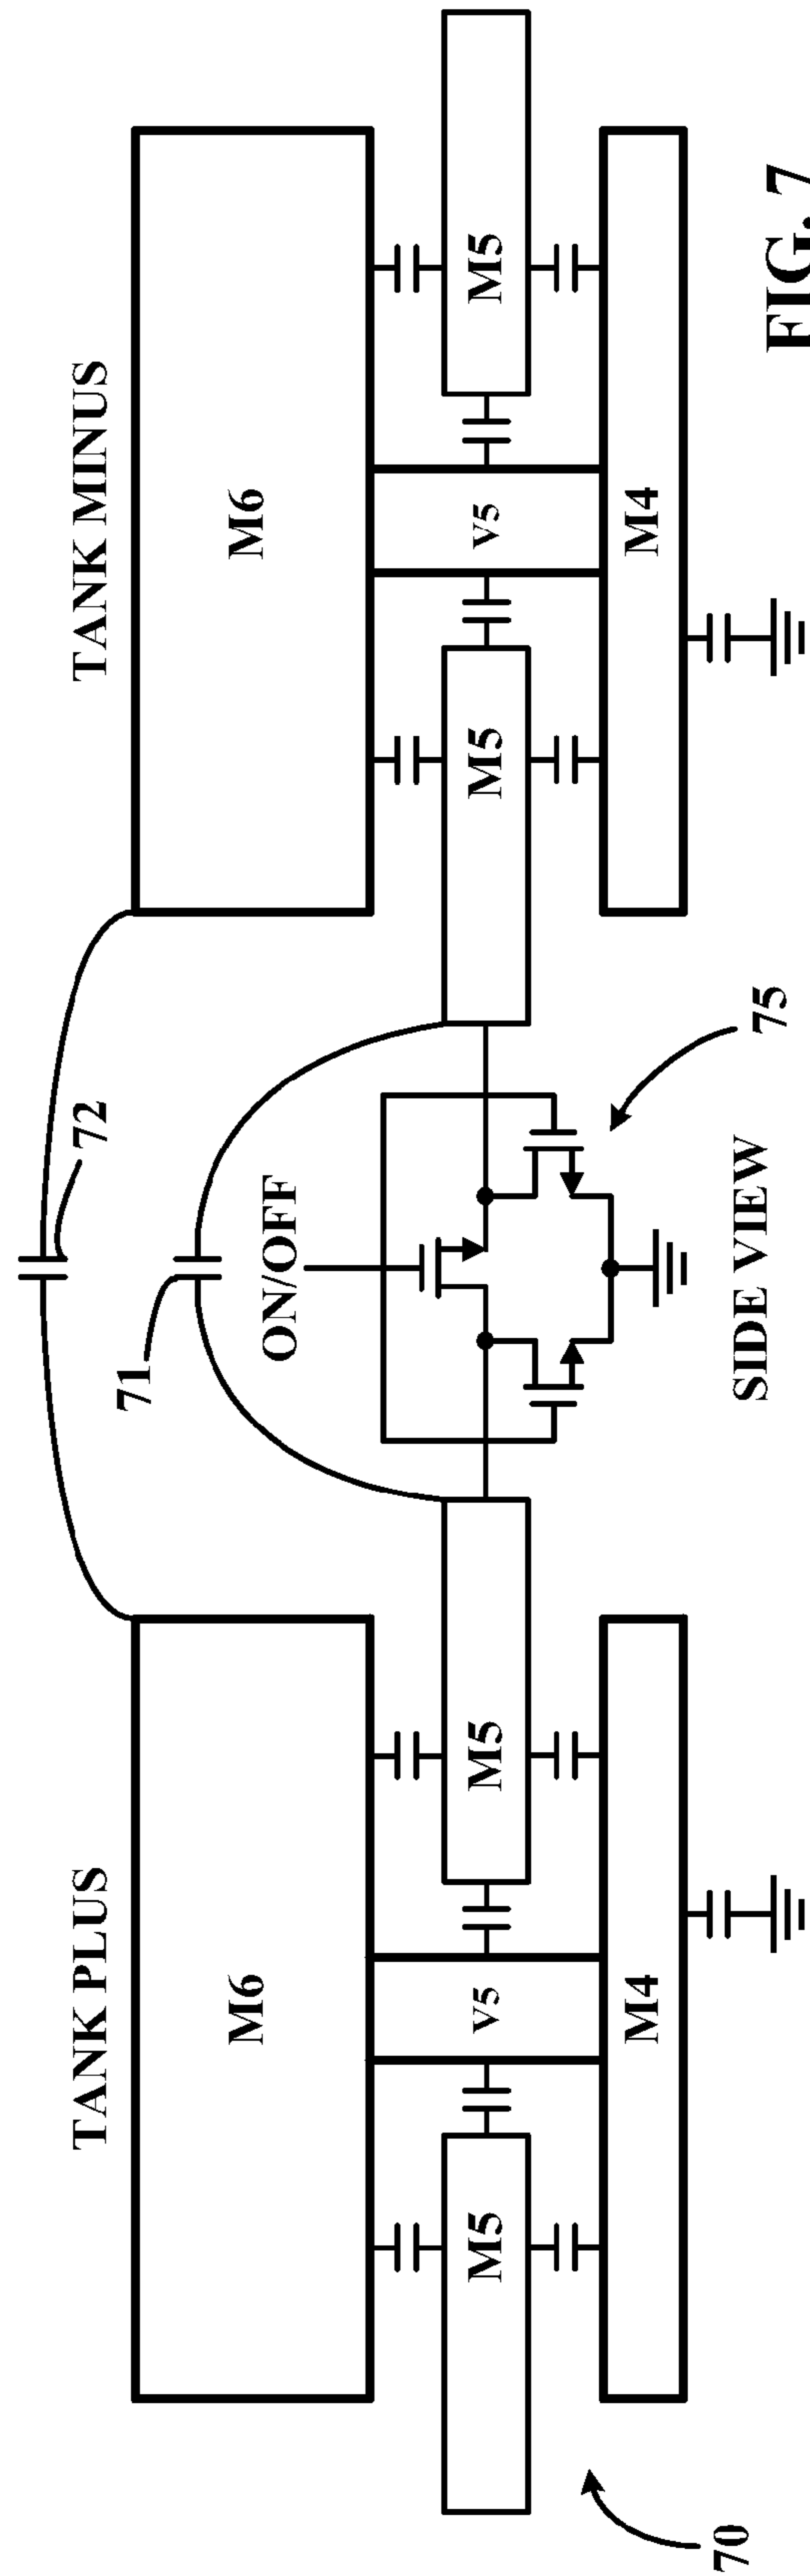 TANK PLUS
TANK MINUS
72
71
ON/OFF
M6
M6
M5
V5
M5
M5
V5
M5
M4
M4
70
75
SIDE VIEW
FIG. 7